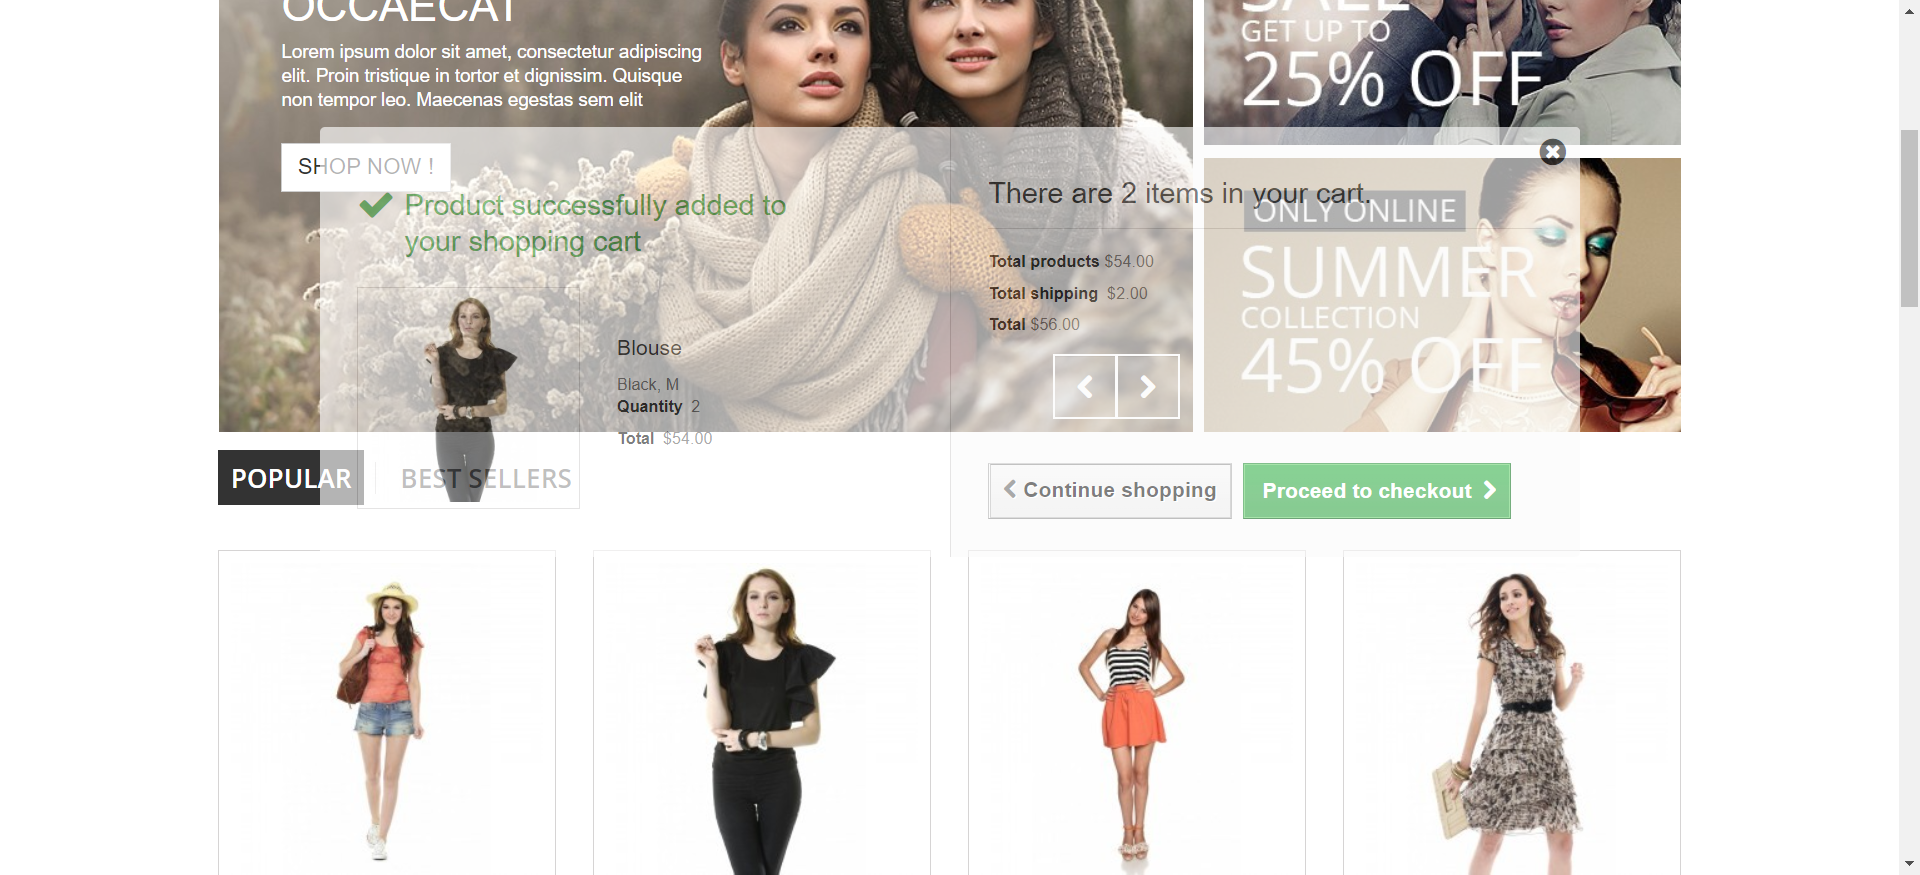 OCCAECAT
Lorem ipsum dolor sit amet, consectetur adipiscing
elit. Proin tristique in tortor et dignissim. Quisque
non tempor leo. Maecenas egestas sem elit
SHOP NOW !
SALE
GET UP TO
25% OFF
Product successfully added to
your shopping cart
Blouse
Black, M
Quantity 2
Total $54.00
There are 2 items in your cart.
Total products $54.00
Total shipping $2.00
Total $56.00
Continue shopping
Proceed to checkout
ONLY ONLINE
SUMMER
COLLECTION
45% OFF
POPULAR
BEST SELLERS